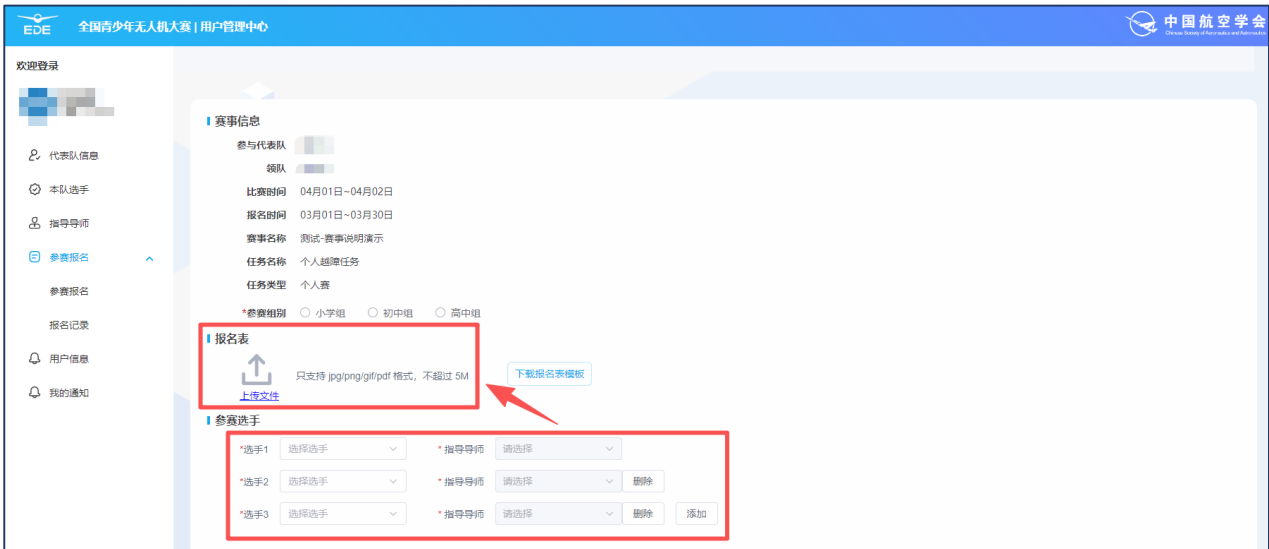 EDE 全国青少年无人机大赛 | 用户管理中心
中国航空学会
Chinese Society of Aeronautics and Astronautics
欢迎登录
代表队信息
本队选手
指导导师
参赛报名
参赛报名
报名记录
用户信息
我的通知
赛事信息
参与代表队
领队
比赛时间 04月01日~04月02日
报名时间 03月01日~03月30日
赛事名称 测试-赛事说明演示
任务名称 个人越障任务
任务类型 个人赛
*参赛组别 小学组 初中组 高中组
报名表
上传文件 只支持 jpg/png/gif/pdf 格式，不超过 5M 下载报名表模板
参赛选手
*选手1 选择选手 * 指导导师 请选择
*选手2 选择选手 * 指导导师 请选择 删除
*选手3 选择选手 * 指导导师 请选择 删除 添加